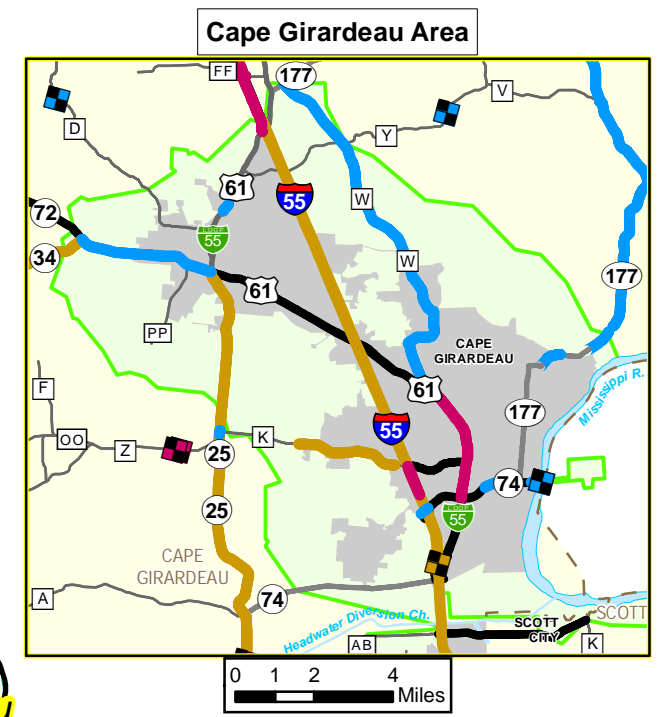 Cape Girardeau Area
FF
177
V
D
Y
61
55
W
72
LOOP
55
34
W
61
177
PP
CAPE
GIRARDEAU
Mississippi R.
F
61
177
55
OO
Z
K
25
74
25
LOOP
55
CAPE
GIRARDEAU
A
74
Headwater Diversion Ch.
SCOTT
SCOTT
CITY
AB
K
0 1 2 4
Miles